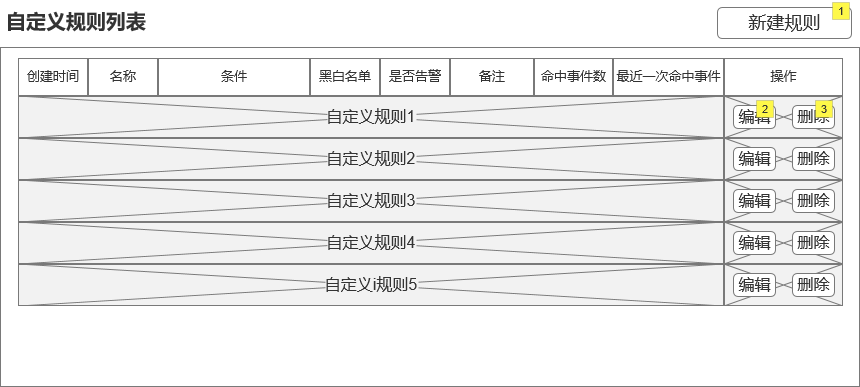 自定义规则列表
新建规则 1
创建时间 名称 条件 黑白名单 是否告警 备注 命中事件数 最近一次命中事件 操作
自定义规则1 编辑 2 删除 3
自定义规则2 编辑 删除
自定义规则3 编辑 删除
自定义规则4 编辑 删除
自定义i规则5 编辑 删除